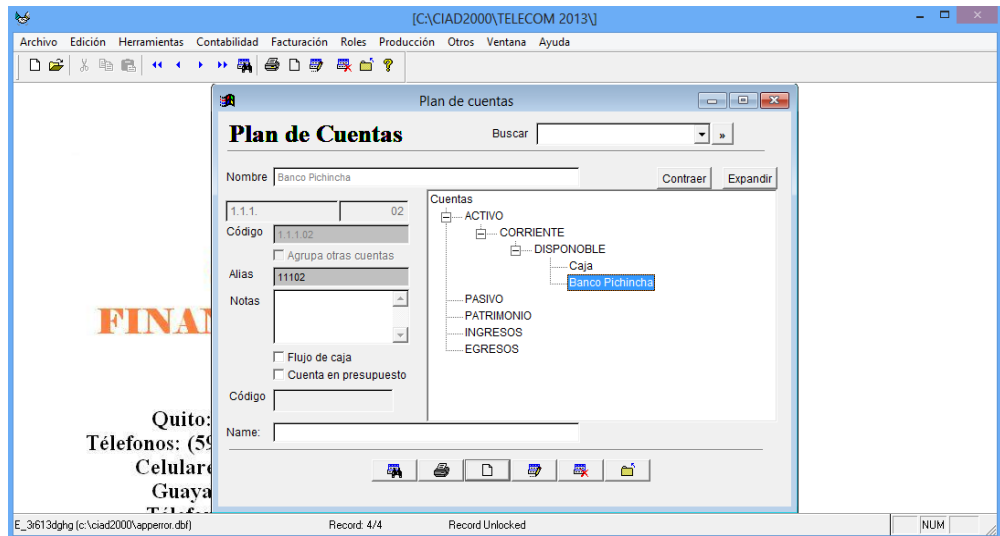 [C:\CIAD2000\TELECOM 2013\]
Archivo Edición Herramientas Contabilidad Facturación Roles Producción Otros Ventana Ayuda
Plan de cuentas
Plan de Cuentas
Buscar
»
Nombre Banco Pichincha
Contraer Expandir
1.1.1. 02
Código 1.1.1.02
Agrupa otras cuentas
Alias 11102
Notas
Flujo de caja
Cuenta en presupuesto
Código
Name:
Cuentas
ACTIVO
CORRIENTE
DISPONOBLE
Caja
Banco Pichincha
PASIVO
PATRIMONIO
INGRESOS
EGRESOS
FINAN
Quito:
Télefonos: (59
Celulare
Guaya
E_3r613dghg (c:\ciad2000\apperror.dbf) Record: 4/4 Record Unlocked NUM